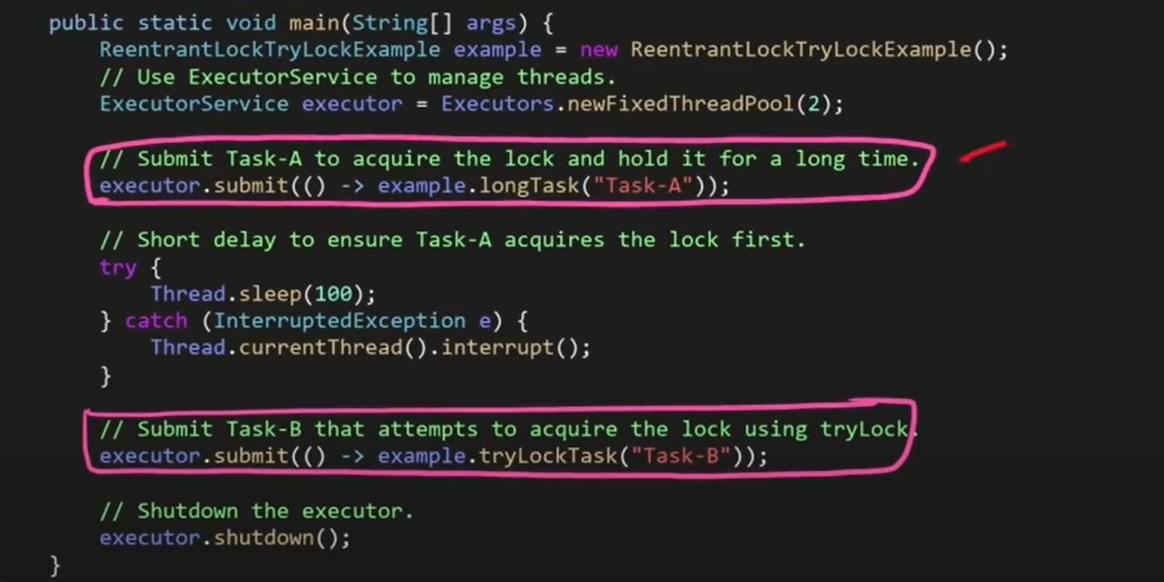 public static void main(String[] args) {
ReentrantLockTryLockExample example = new ReentrantLockTryLockExample();
// Use ExecutorService to manage threads.
ExecutorService executor = Executors.newFixedThreadPool(2);
// Submit Task-A to acquire the lock and hold it for a long time.
executor.submit(() -> example.longTask("Task-A"));
// Short delay to ensure Task-A acquires the lock first.
try {
Thread.sleep(100);
} catch (InterruptedException e) {
Thread.currentThread().interrupt();
}
// Submit Task-B that attempts to acquire the lock using tryLock.
executor.submit(() -> example.tryLockTask("Task-B"));
// Shutdown the executor.
executor.shutdown();
}